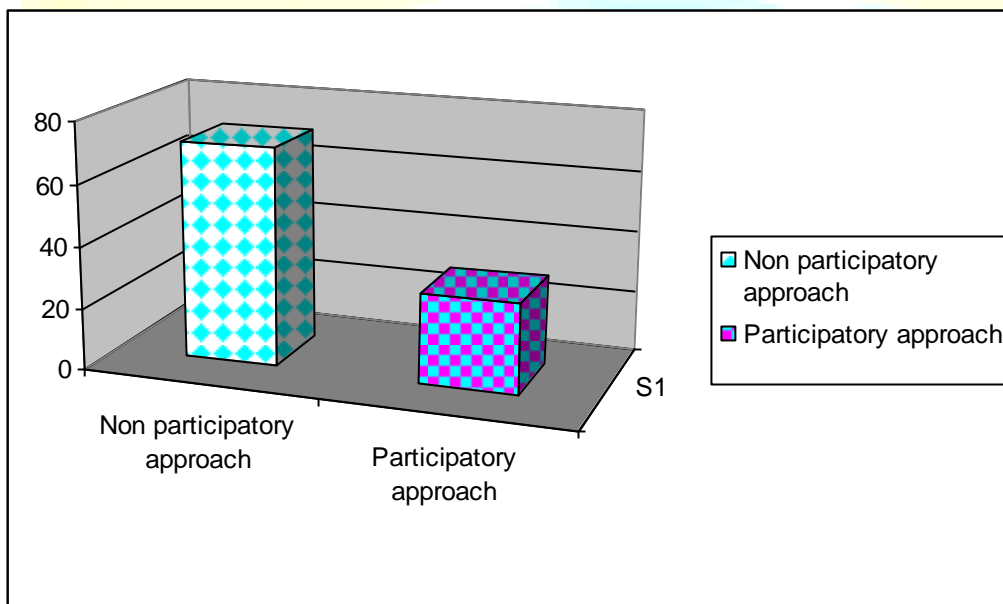 80
60
40
20
0
Non participatory
approach
Participatory
approach
S1
Non participatory
approach
Participatory approach